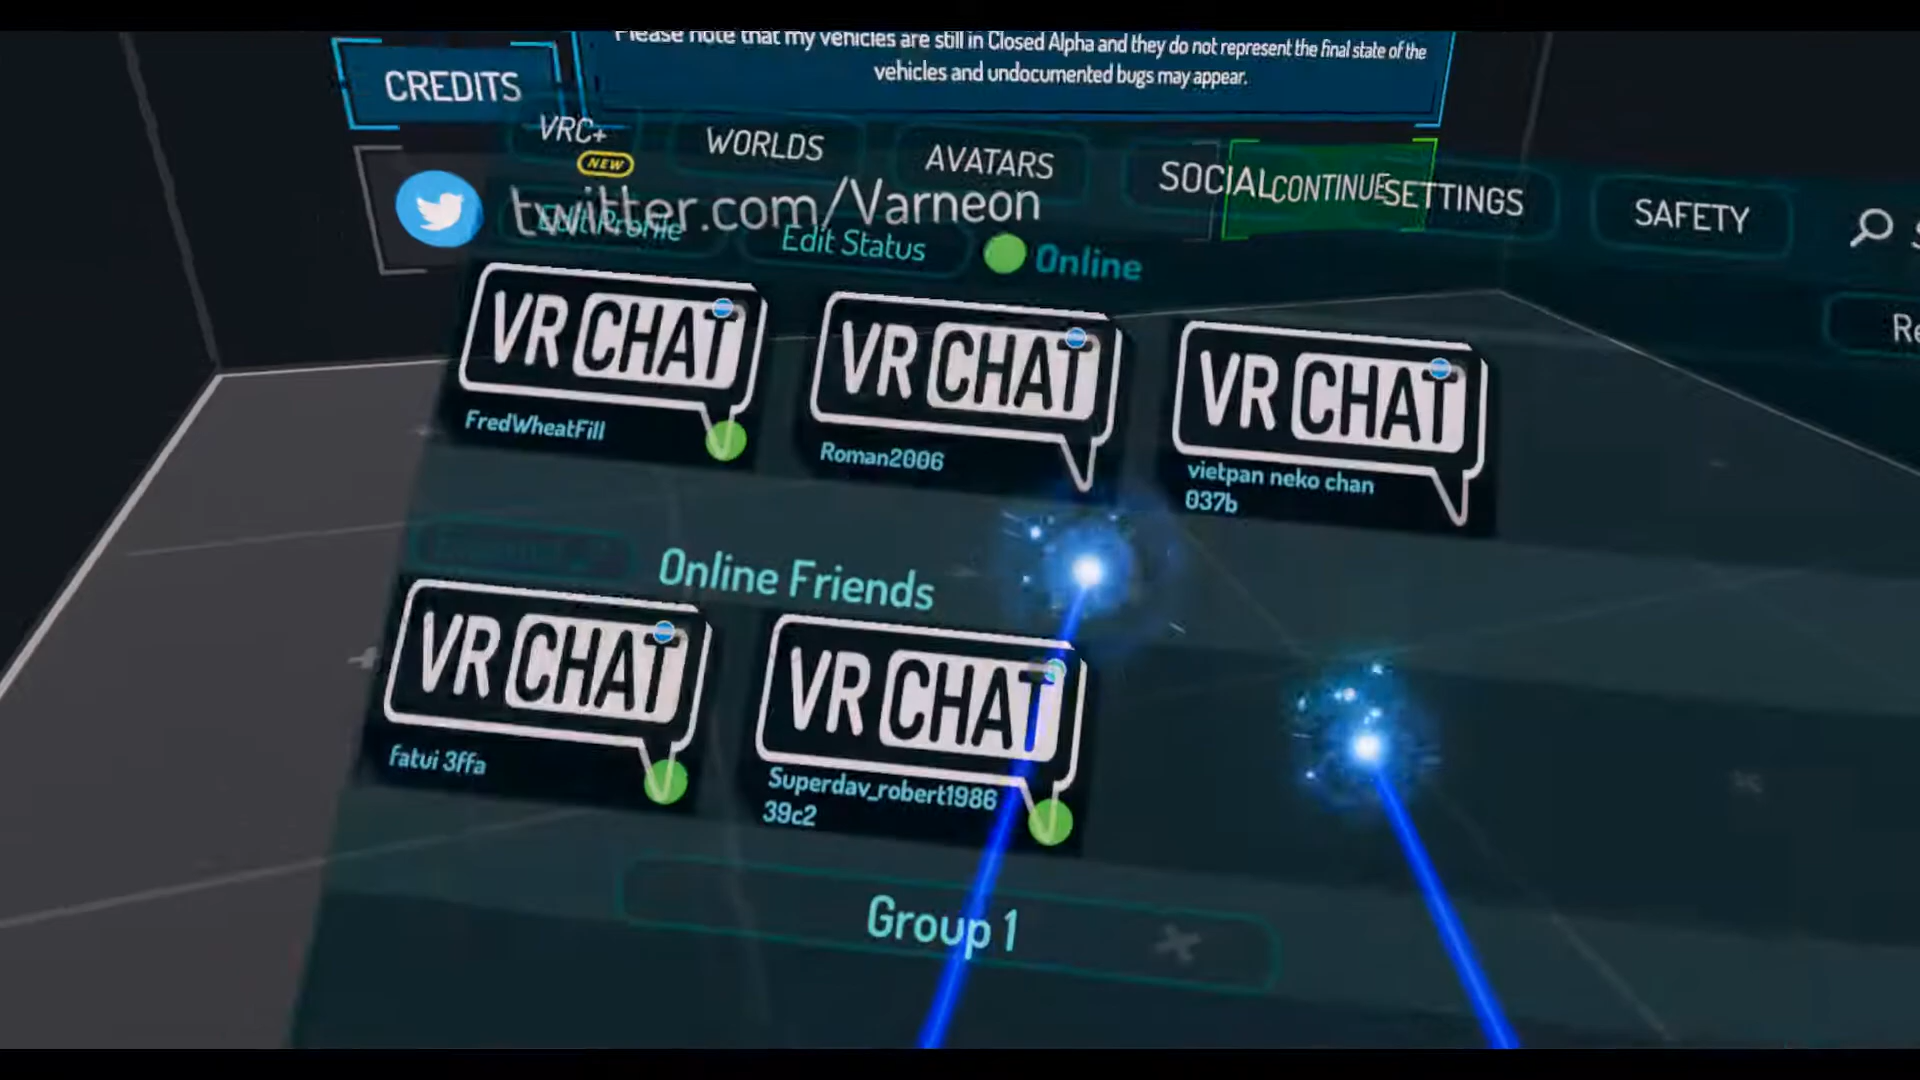 Please note that my vehicles are still in Closed Alpha and they do not represent the final state of the
vehicles and undocumented bugs may appear.
CREDITS
VRC+
NEW
WORLDS
AVATARS
SOCIAL
CONTINUE
SETTINGS
SAFETY
twitter.com/Varneon
Edit Profile
Edit Status
Online
Re
VR CHAT
VR CHAT
VR CHAT
FredWheatFill
Roman2006
vietpan neko chan
037b
Online Friends
VR CHAT
VR CHAT
fatui 3ffa
Superdav_robert1986
39c2
Group 1